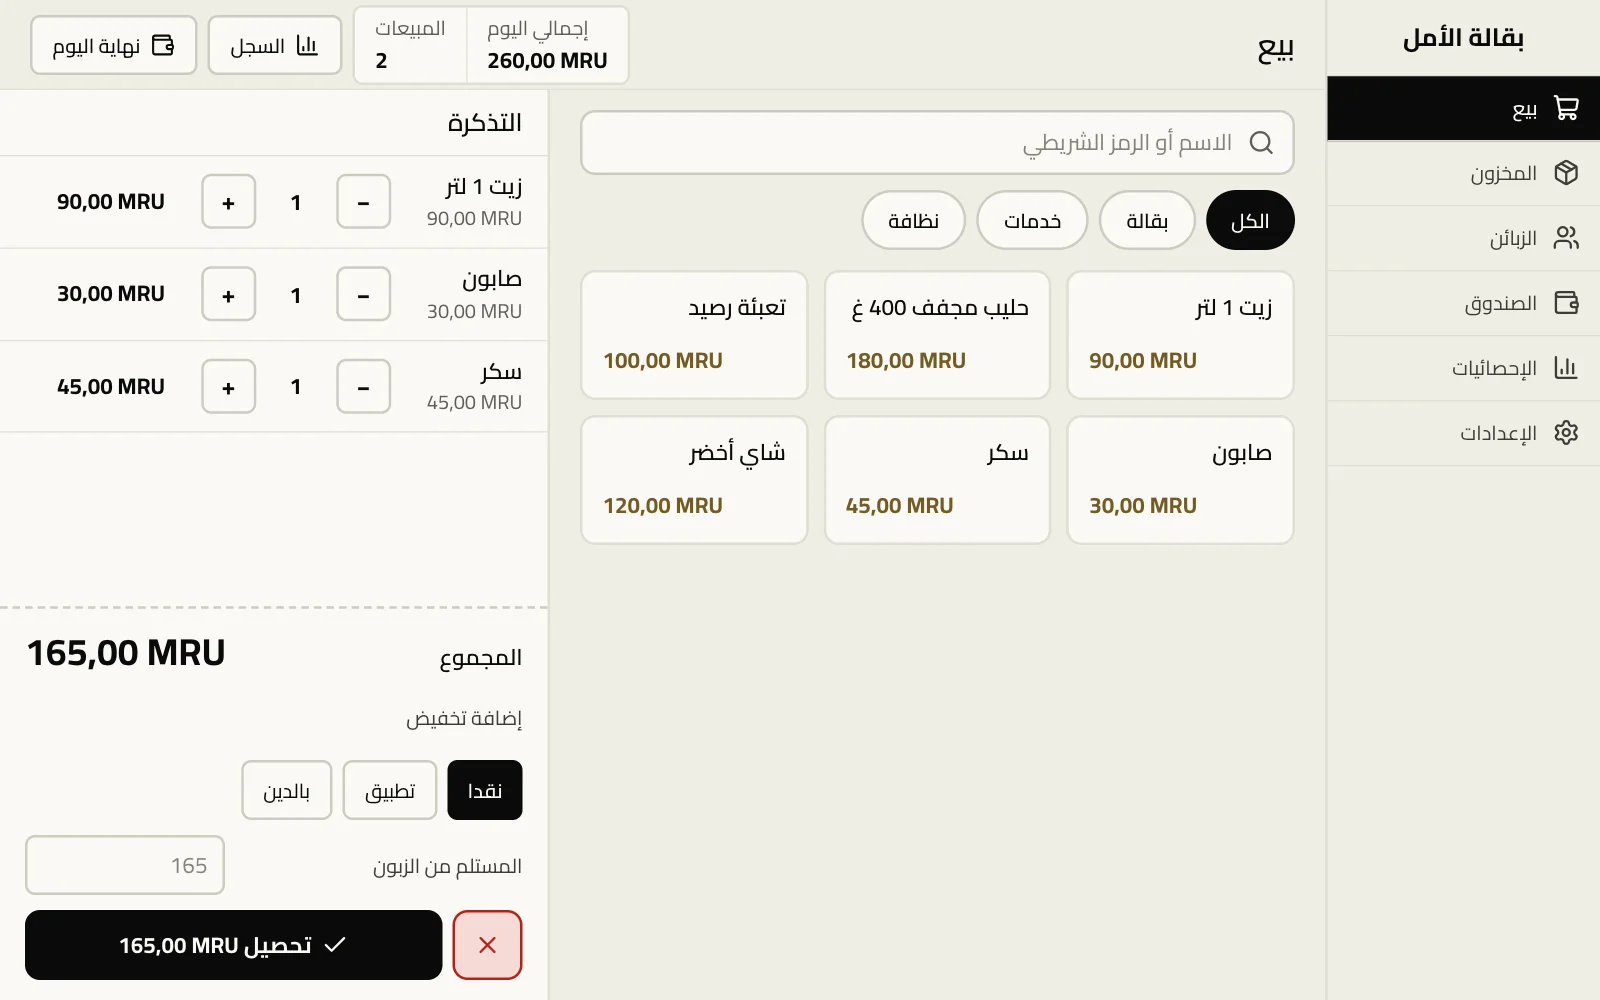 بقالة الأمل
بيع
المخزون
الزبائن
الصندوق
الإحصائيات
الإعدادات
بيع
إجمالي اليوم
260,00 MRU
المبيعات
2
السجل
نهاية اليوم
الاسم أو الرمز الشريطي
الكل
بقالة
خدمات
نظافة
زيت 1 لتر
90,00 MRU
حليب مجفف 400 غ
180,00 MRU
تعبئة رصيد
100,00 MRU
صابون
30,00 MRU
سكر
45,00 MRU
شاي أخضر
120,00 MRU
التذكرة
زيت 1 لتر
90,00 MRU
− 1 +
90,00 MRU
صابون
30,00 MRU
− 1 +
30,00 MRU
سكر
45,00 MRU
− 1 +
45,00 MRU
المجموع
165,00 MRU
إضافة تخفيض
نقدا
تطبيق
بالدين
المستلم من الزبون
165
تحصيل 165,00 MRU